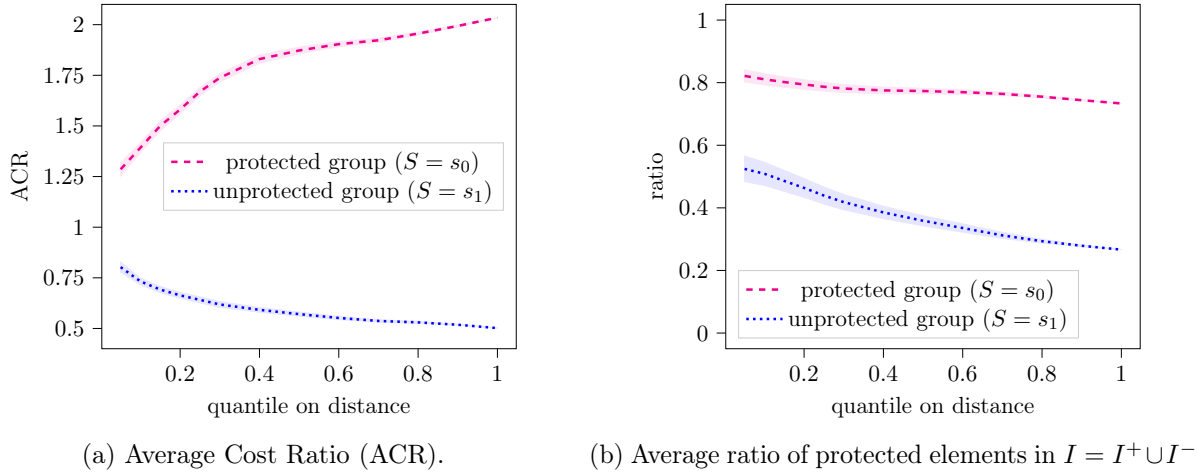 2
1.75
1.5
1.25
1
0.75
0.5
ACR
protected group (S = s₀)
unprotected group (S = s₁)
0.2 0.4 0.6 0.8 1
quantile on distance
(a) Average Cost Ratio (ACR).
1
0.8
0.6
0.4
0.2
0
ratio
protected group (S = s₀)
unprotected group (S = s₁)
0.2 0.4 0.6 0.8 1
quantile on distance
(b) Average ratio of protected elements in I = I⁺ ∪ I⁻